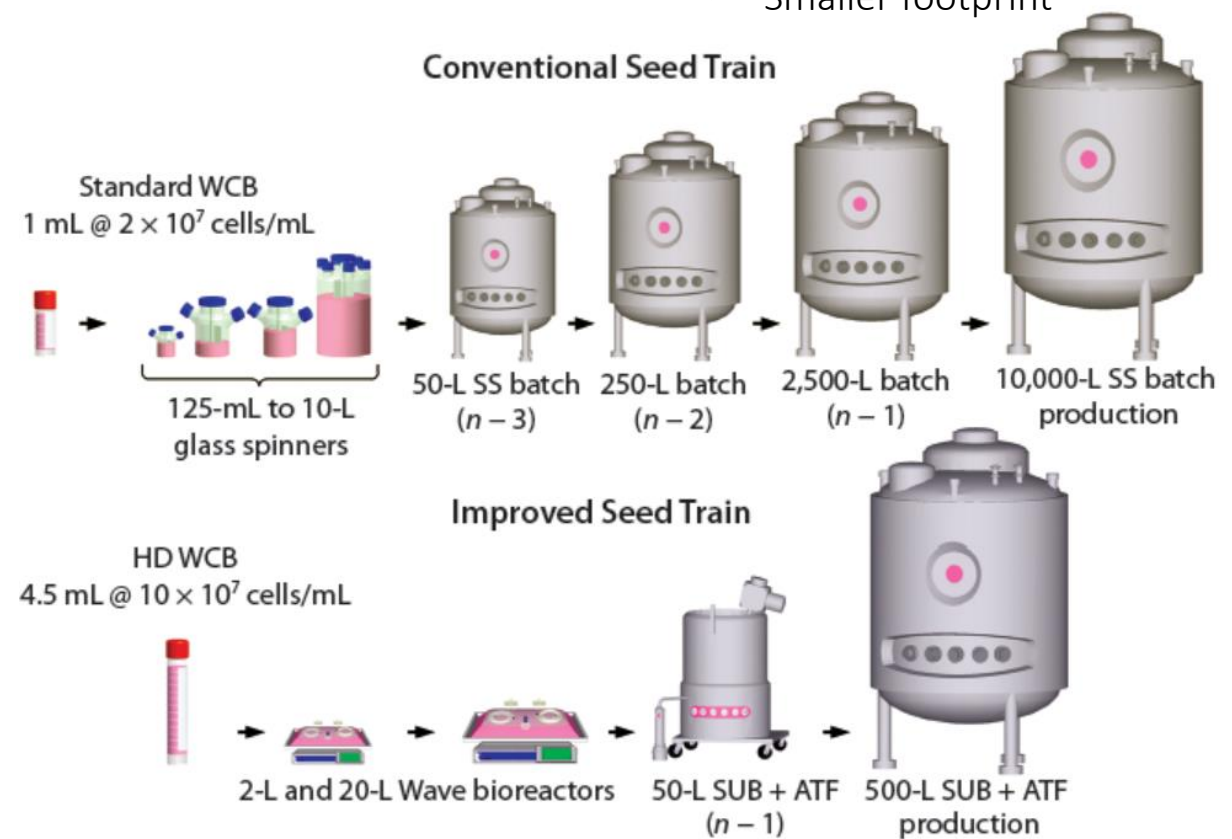 Smaller footprint
Conventional Seed Train
Standard WCB
1 mL @ 2 × 10⁷ cells/mL
125-mL to 10-L
glass spinners
50-L SS batch
(n – 3)
250-L batch
(n – 2)
2,500-L batch
(n – 1)
10,000-L SS batch
production
Improved Seed Train
HD WCB
4.5 mL @ 10 × 10⁷ cells/mL
2-L and 20-L Wave bioreactors
50-L SUB + ATF
(n – 1)
500-L SUB + ATF
production